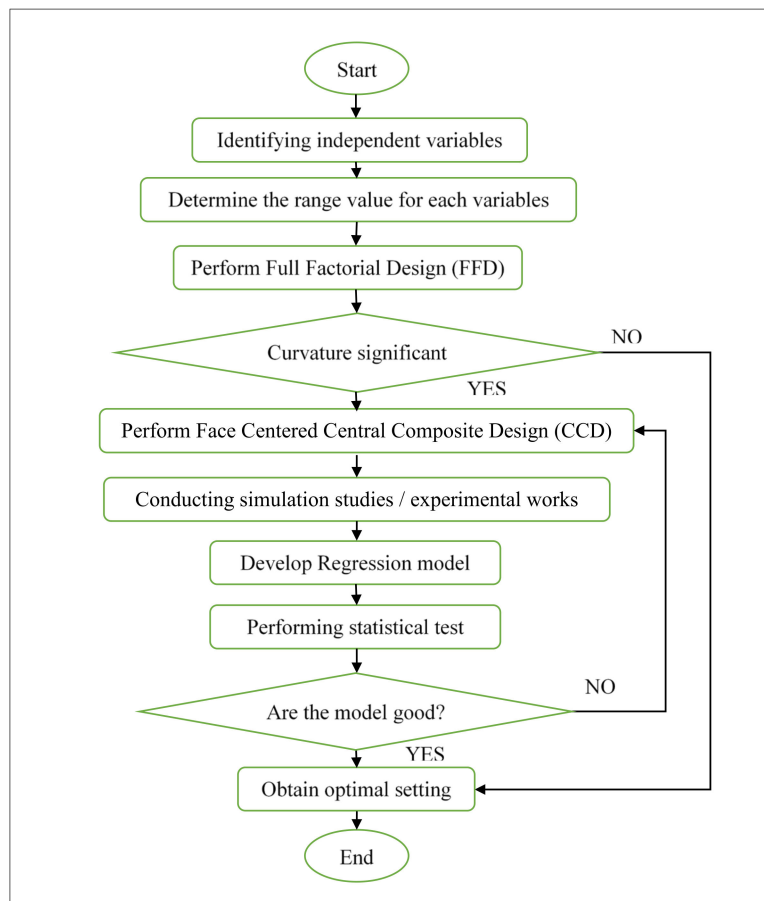 Start
Identifying independent variables
Determine the range value for each variables
Perform Full Factorial Design (FFD)
NO
Curvature significant
YES
Perform Face Centered Central Composite Design (CCD)
Conducting simulation studies / experimental works
Develop Regression model
Performing statistical test
NO
Are the model good?
YES
Obtain optimal setting
End